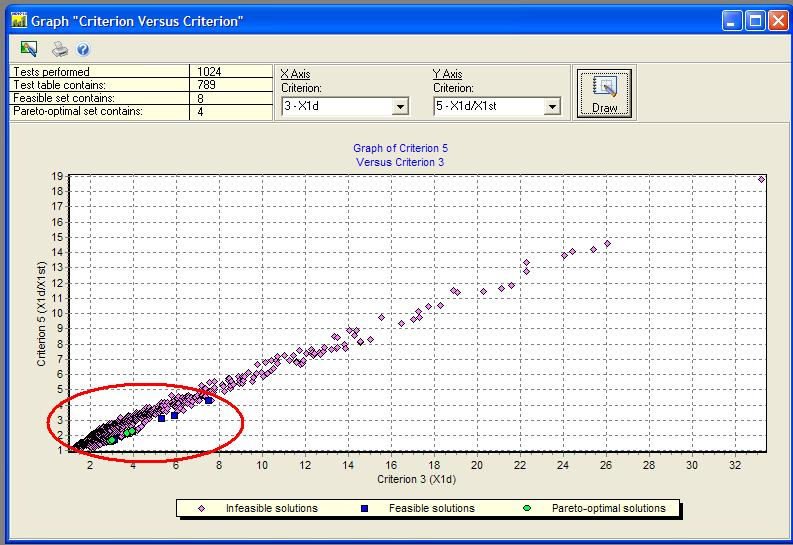 Graph "Criterion Versus Criterion"
Tests performed 1024
Test table contains: 789
Feasible set contains: 8
Pareto-optimal set contains: 4
X Axis
Criterion:
3 - X1d
Y Axis
Criterion:
5 - X1d/X1st
Draw
Graph of Criterion 5
Versus Criterion 3
Criterion 5 (X1d/X1st)
19
18
17
16
15
14
13
12
11
10
9
8
7
6
5
4
3
2
1
2 4 6 8 10 12 14 16 18 20 22 24 26 28 30 32
Criterion 3 (X1d)
Infeasible solutions Feasible solutions Pareto-optimal solutions